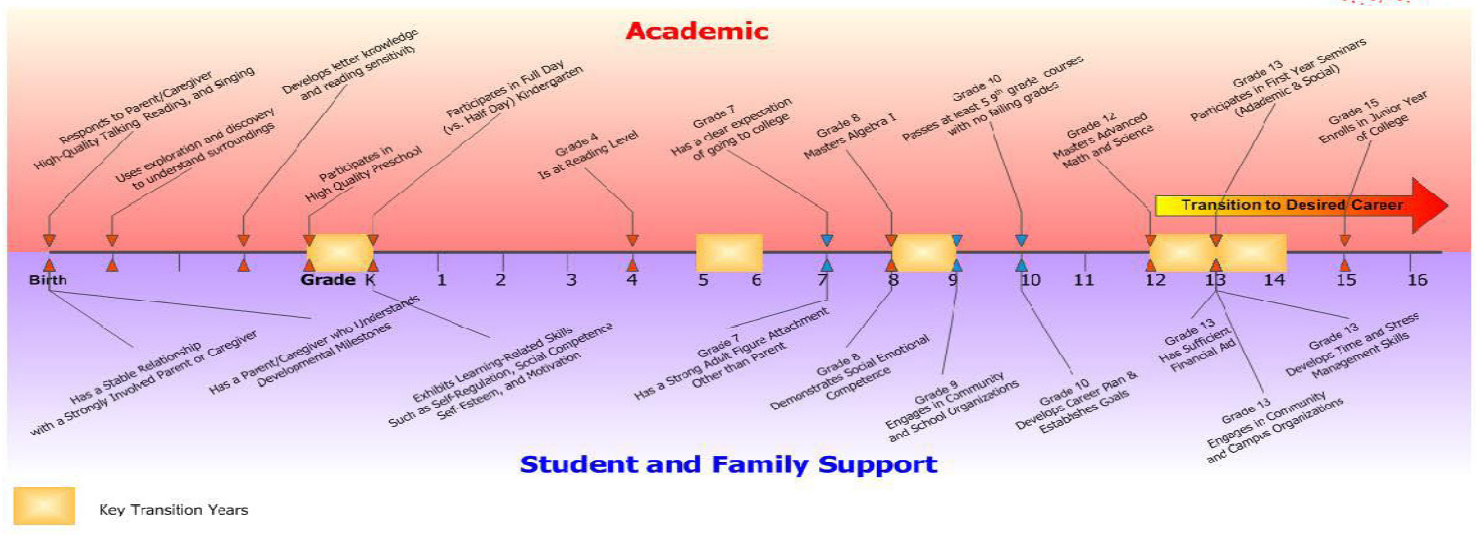 Academic
Responds to Parent/Caregiver
High-Quality Talking, Reading, and Singing
Uses exploration and discovery
to understand surroundings
Develops letter knowledge
and reading sensitivity
Participates in
High Quality Preschool
Participates in Full Day
(vs. Half Day) Kindergarten
Grade 4
Is at Reading Level
Grade 7
Has a clear expectation
of going to college
Grade 8
Masters Algebra I
Grade 10
Passes at least 5 9th grade courses
with no failing grades
Grade 12
Masters Advanced
Math and Science
Grade 13
Participates in First Year Seminars
(Adademic & Social)
Grade 15
Enrolls in Junior Year
of College
Transition to Desired Career
Birth Grade K 1 2 3 4 5 6 7 8 9 10 11 12 13 14 15 16
Has a Stable Relationship
with a Strongly Involved Parent or Caregiver
Has a Parent/Caregiver who Understands
Developmental Milestones
Exhibits Learning-Related Skills
Such as Self-Regulation, Social Competence
Self-Esteem, and Motivation
Grade 7
Has a Strong Adult Figure Attachment
Other than Parent
Grade 8
Demonstrates Social Emotional
Competence
Grade 9
Engages in Community
and School Organizations
Grade 10
Develops Career Plan &
Establishes Goals
Grade 13
Has Sufficient
Financial Aid
Grade 13
Engages in Community
and Campus Organizations
Grade 13
Develops Time and Stress
Management Skills
Student and Family Support
Key Transition Years